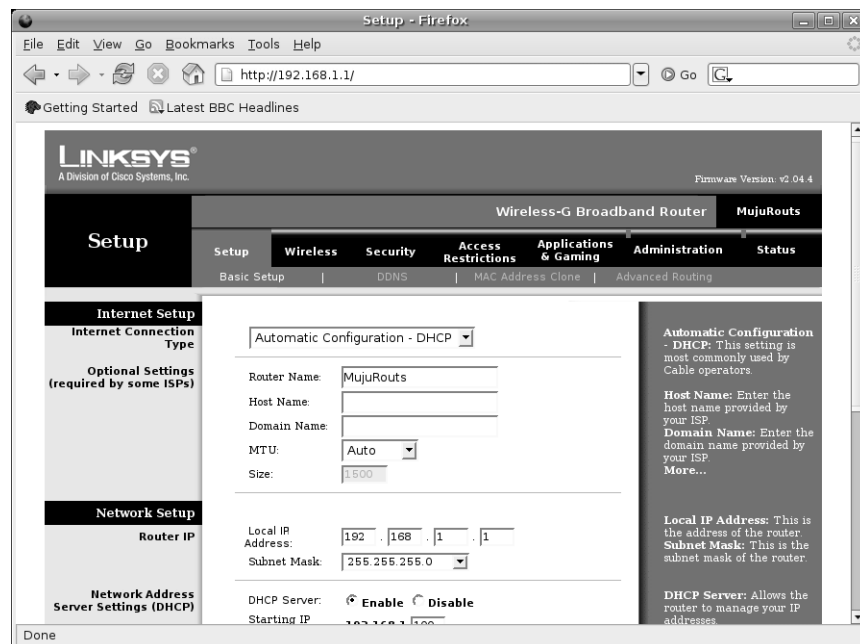 Setup - Firefox
File Edit View Go Bookmarks Tools Help
http://192.168.1.1/
Go
G
Getting Started Latest BBC Headlines
LINKSYS®
A Division of Cisco Systems, Inc.
Firmware Version: v2.04.4
Wireless-G Broadband Router MujuRouts
Setup
Setup Wireless Security Access Restrictions Applications & Gaming Administration Status
Basic Setup | DDNS | MAC Address Clone | Advanced Routing
Internet Setup
Internet Connection
Type
Automatic Configuration - DHCP
Optional Settings
(required by some ISPs)
Router Name: MujuRouts
Host Name:
Domain Name:
MTU: Auto
Size: 1500
Automatic Configuration
- DHCP: This setting is
most commonly used by
Cable operators.
Host Name: Enter the
host name provided by
your ISP.
Domain Name: Enter the
domain name provided by
your ISP.
More...
Network Setup
Router IP
Local IP
Address: 192 . 168 . 1 . 1
Subnet Mask: 255.255.255.0
Local IP Address: This is
the address of the router.
Subnet Mask: This is the
subnet mask of the router.
Network Address
Server Settings (DHCP)
DHCP Server: Enable Disable
Starting IP
192.168.1. 100
DHCP Server: Allows the
router to manage your IP
addresses.
Done